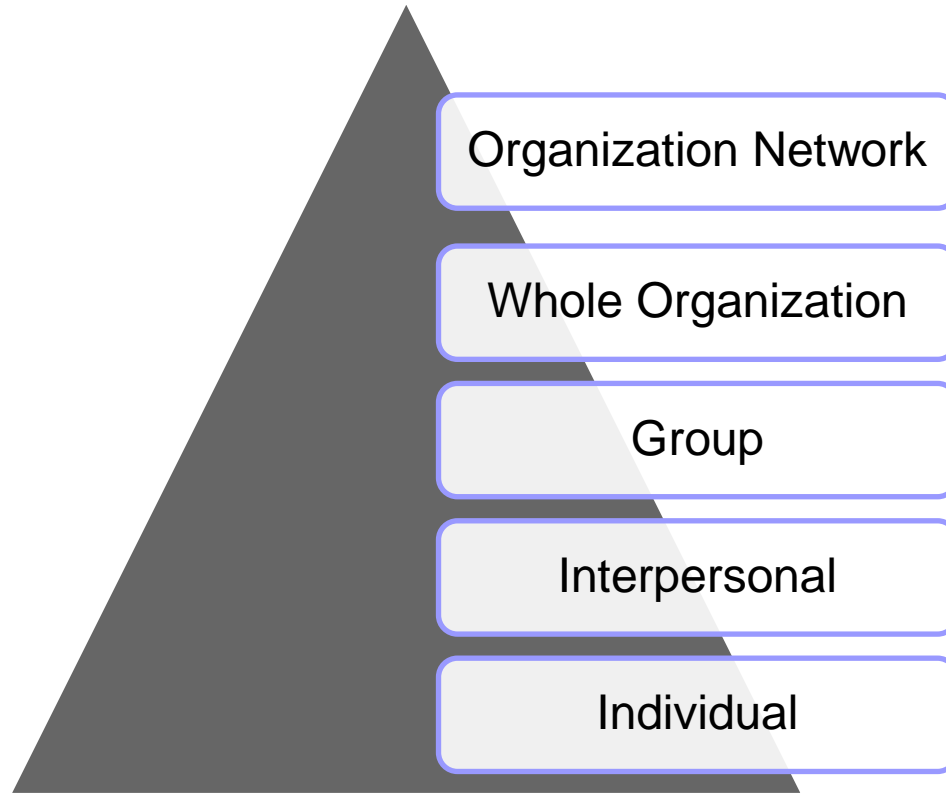 Organization Network
Whole Organization
Group
Interpersonal
Individual